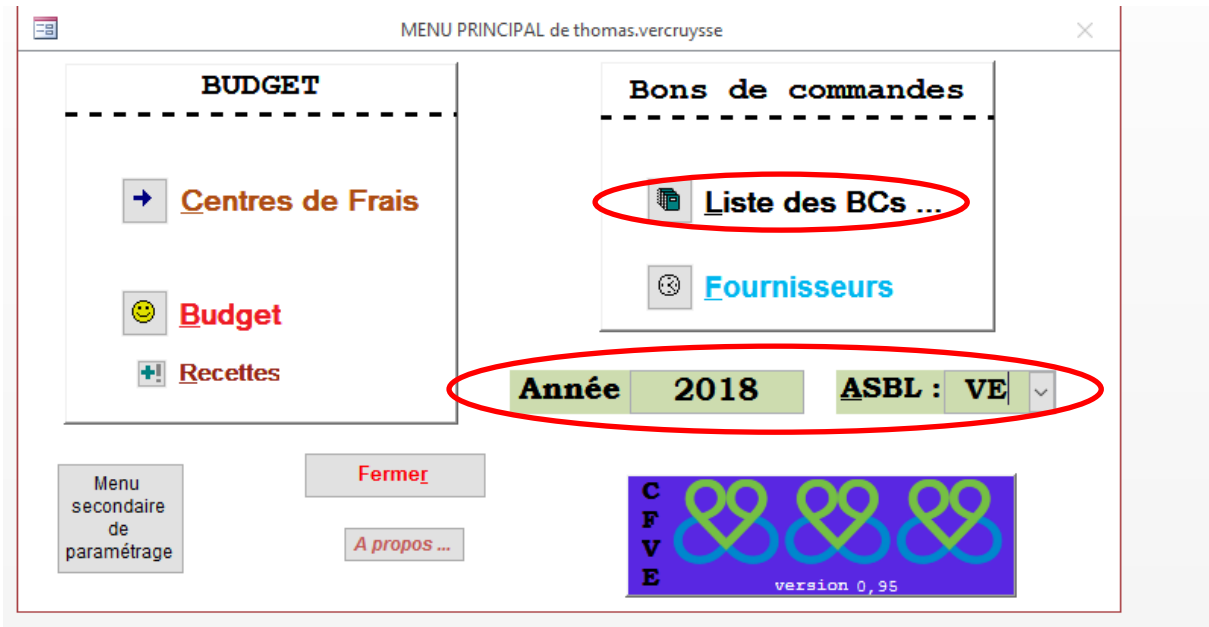 MENU PRINCIPAL de thomas.vercruysse
BUDGET
Centres de Frais
Budget
Recettes
Bons de commandes
Liste des BCs ...
Fournisseurs
Année 2018 ASBL : VE
Menu
secondaire
de
paramétrage
Fermer
A propos ...
C
F
V
E
version 0,95